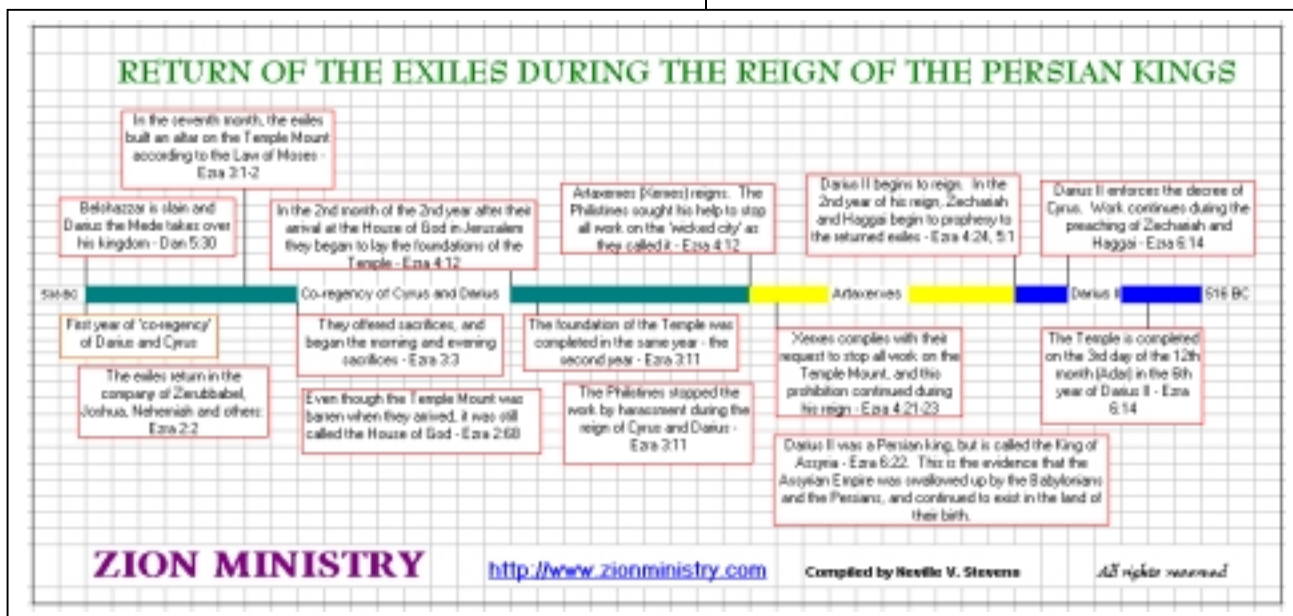 RETURN OF THE EXILES DURING THE REIGN OF THE PERSIAN KINGS
In the seventh month, the exiles
built an altar on the Temple Mount
according to the Law of Moses -
Ezra 3:1-2
Belshazzar is slain and
Darius the Mede takes over
his kingdom - Dan 5:30
In the 2nd month of the 2nd year after their
arrival at the House of God in Jerusalem
they began to lay the foundations of the
Temple - Ezra 4:12
Artaxerxes (Xerxes) reigns. The
Philistines sought his help to stop
all work on the 'wicked city' as
they called it - Ezra 4:12
Darius II begins to reign. In the
2nd year of his reign, Zechariah
and Haggai begin to prophesy to
the returned exiles - Ezra 4:24, 5:1
Darius II enforces the decree of
Cyrus. Work continues during the
preaching of Zechariah and
Haggai - Ezra 6:14
BC
Co-regency of Cyrus and Darius
Artaxerxes
Darius II
516 BC
First year of 'co-regency'
of Darius and Cyrus
The exiles return in the
company of Zerubbabel,
Joshua, Nehemiah and others:
Ezra 2:2
They offered sacrifices, and
began the morning and evening
sacrifices - Ezra 3:3
Even though the Temple Mount was
barren when they arrived, it was still
called the House of God - Ezra 2:68
The foundation of the Temple was
completed in the same year - the
second year - Ezra 3:11
The Philistines stopped the
work by harassment during the
reign of Cyrus and Darius -
Ezra 3:11
Xerxes complies with their
request to stop all work on the
Temple Mount, and this
prohibition continued during
his reign - Ezra 4:21-23
Darius II was a Persian king, but is called the King of
Assyria - Ezra 6:22. This is the evidence that the
Assyrian Empire was swallowed up by the Babylonians
and the Persians, and continued to exist in the land of
their birth.
The Temple is completed
on the 3rd day of the 12th
month (Adar) in the 6th
year of Darius II - Ezra
6:14
ZION MINISTRY
http://www.zionministry.com
Compiled by Neville V. Stevens
All rights reserved